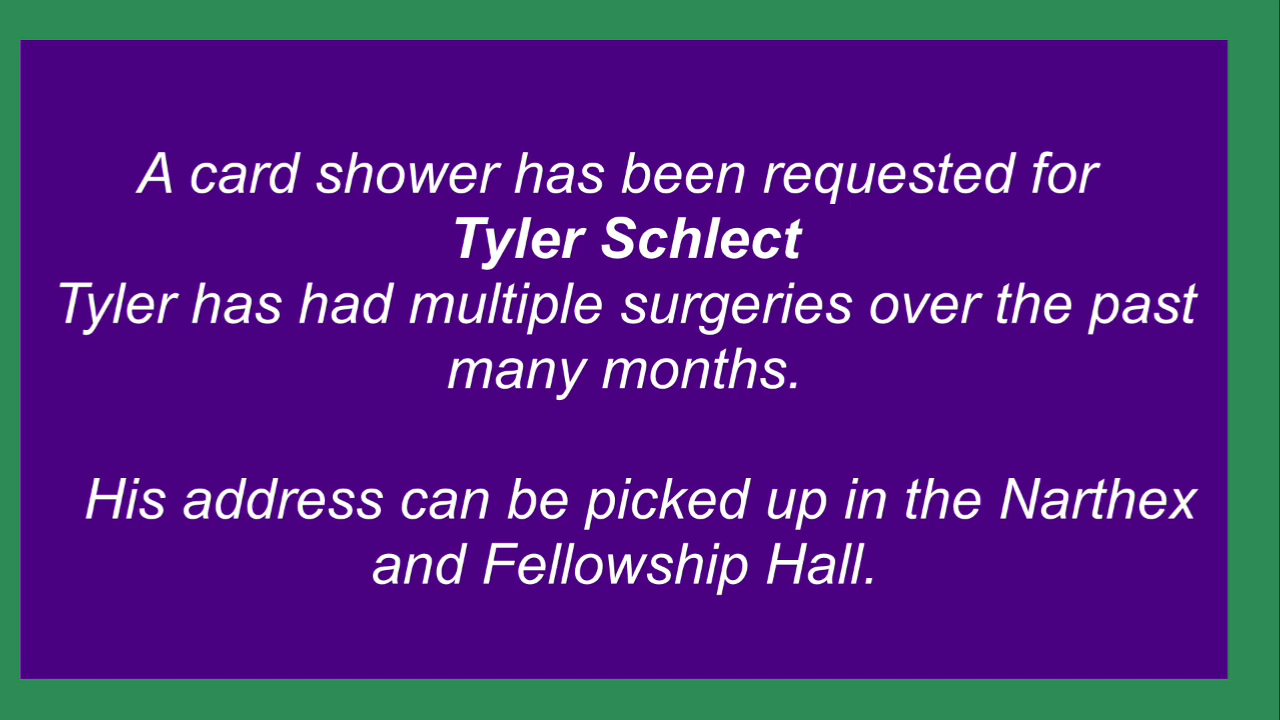 A card shower has been requested for
Tyler Schlect
Tyler has had multiple surgeries over the past
many months.
His address can be picked up in the Narthex
and Fellowship Hall.